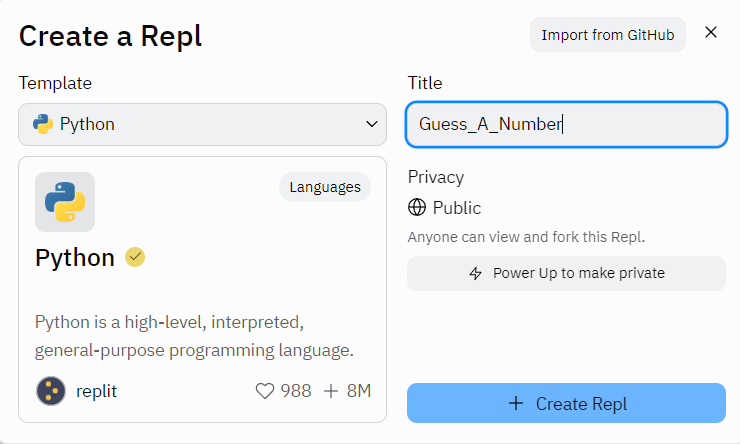 Create a Repl
Import from GitHub
Template
Python
Languages
Python
Python is a high-level, interpreted,
general-purpose programming language.
replit
988
8M
Title
Guess_A_Number
Privacy
Public
Anyone can view and fork this Repl.
Power Up to make private
+ Create Repl